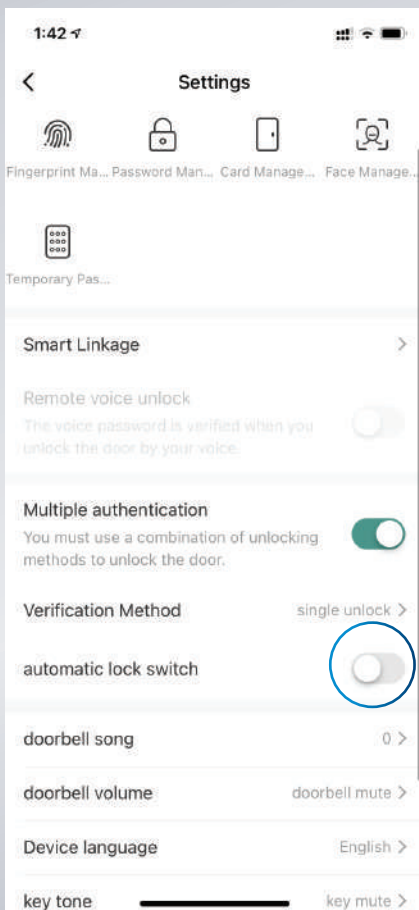 1:42
Settings
Fingerprint Ma... Password Man... Card Manage... Face Manage...
Temporary Pas...
Smart Linkage
Remote voice unlock
The voice password is verified when you
unlock the door by your voice.
Multiple authentication
You must use a combination of unlocking
methods to unlock the door.
Verification Method single unlock >
automatic lock switch
doorbell song 0 >
doorbell volume doorbell mute >
Device language English >
key tone key mute >